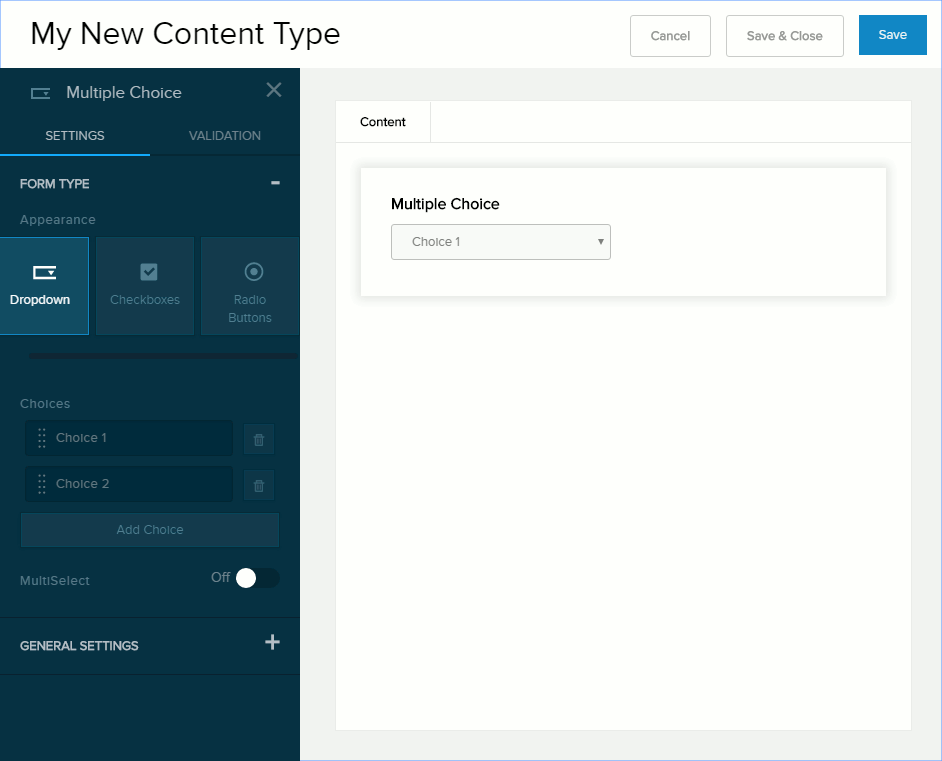 My New Content Type
Cancel
Save & Close
Save
Multiple Choice
SETTINGS
VALIDATION
FORM TYPE
Appearance
Dropdown
Checkboxes
Radio
Buttons
Choices
Choice 1
Choice 2
Add Choice
MultiSelect
Off
GENERAL SETTINGS
Content
Multiple Choice
Choice 1